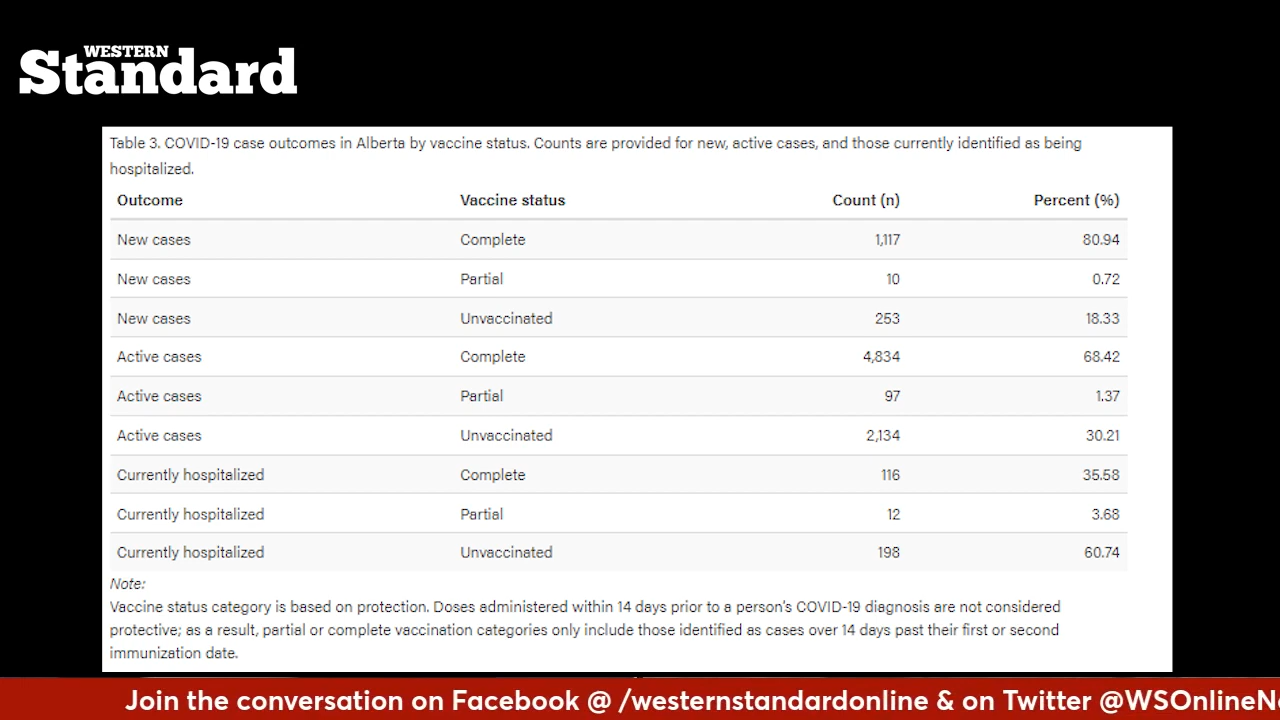 WESTERN
Standard
Table 3. COVID-19 case outcomes in Alberta by vaccine status. Counts are provided for new, active cases, and those currently identified as being
hospitalized.
Outcome Vaccine status Count (n) Percent (%)
New cases Complete 1,117 80.94
New cases Partial 10 0.72
New cases Unvaccinated 253 18.33
Active cases Complete 4,834 68.42
Active cases Partial 97 1.37
Active cases Unvaccinated 2,134 30.21
Currently hospitalized Complete 116 35.58
Currently hospitalized Partial 12 3.68
Currently hospitalized Unvaccinated 198 60.74
Note:
Vaccine status category is based on protection. Doses administered within 14 days prior to a person's COVID-19 diagnosis are not considered
protective; as a result, partial or complete vaccination categories only include those identified as cases over 14 days past their first or second
immunization date.
Join the conversation on Facebook @ /westernstandardonline & on Twitter @WSOnlineN